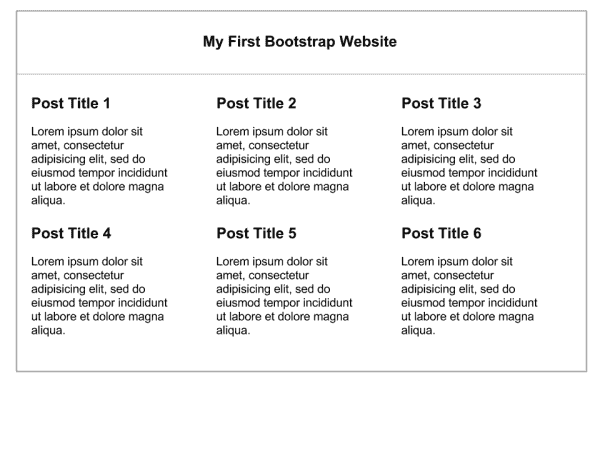 My First Bootstrap Website
Post Title 1
Lorem ipsum dolor sit
amet, consectetur
adipisicing elit, sed do
eiusmod tempor incididunt
ut labore et dolore magna
aliqua.
Post Title 2
Lorem ipsum dolor sit
amet, consectetur
adipisicing elit, sed do
eiusmod tempor incididunt
ut labore et dolore magna
aliqua.
Post Title 3
Lorem ipsum dolor sit
amet, consectetur
adipisicing elit, sed do
eiusmod tempor incididunt
ut labore et dolore magna
aliqua.
Post Title 4
Lorem ipsum dolor sit
amet, consectetur
adipisicing elit, sed do
eiusmod tempor incididunt
ut labore et dolore magna
aliqua.
Post Title 5
Lorem ipsum dolor sit
amet, consectetur
adipisicing elit, sed do
eiusmod tempor incididunt
ut labore et dolore magna
aliqua.
Post Title 6
Lorem ipsum dolor sit
amet, consectetur
adipisicing elit, sed do
eiusmod tempor incididunt
ut labore et dolore magna
aliqua.